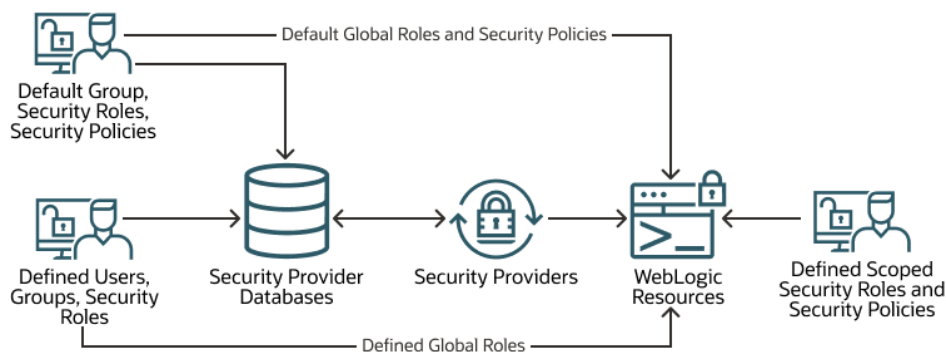 Default Global Roles and Security Policies
Default Group,
Security Roles,
Security Policies
Defined Users,
Groups, Security
Roles
Security Provider
Databases
Security Providers
WebLogic
Resources
Defined Scoped
Security Roles and
Security Policies
Defined Global Roles